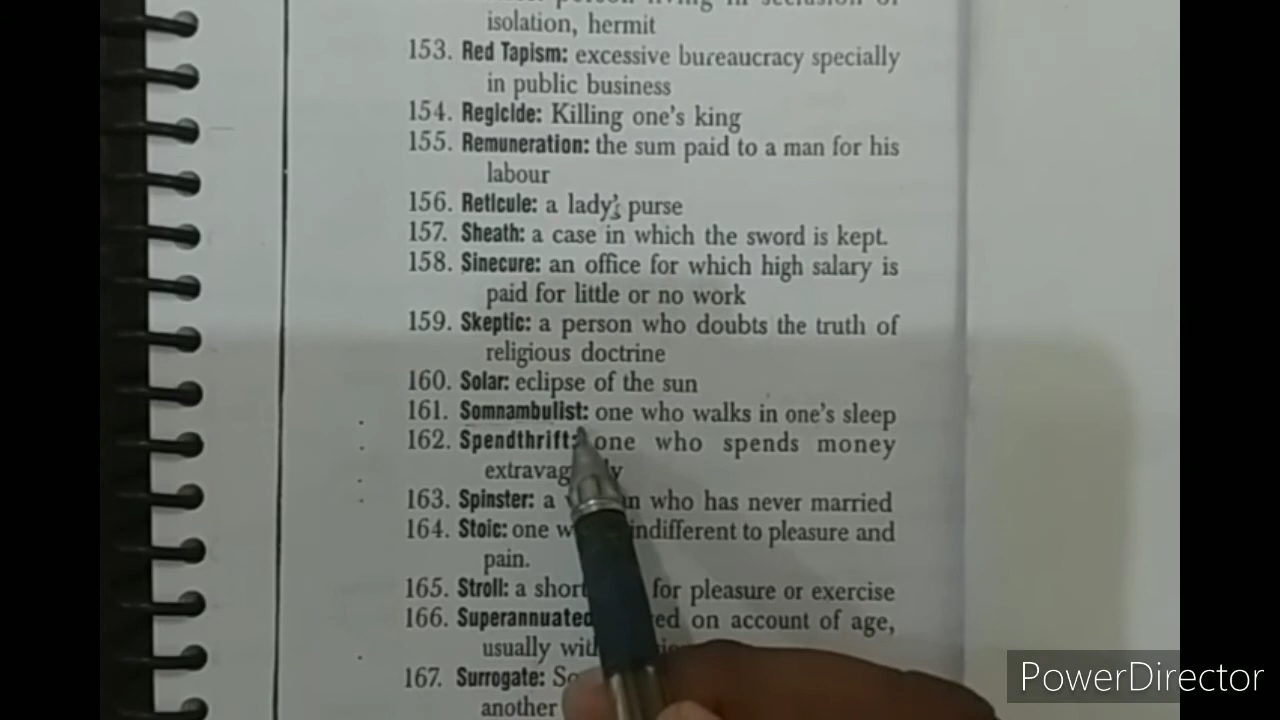 isolation, hermit
153. Red Tapism: excessive bureaucracy specially
in public business
154. Regicide: Killing one's king
155. Remuneration: the sum paid to a man for his
labour
156. Reticule: a lady's purse
157. Sheath: a case in which the sword is kept.
158. Sinecure: an office for which high salary is
paid for little or no work
159. Skeptic: a person who doubts the truth of
religious doctrine
160. Solar: eclipse of the sun
161. Somnambulist: one who walks in one's sleep
162. Spendthrift: one who spends money
163. Spinster: a who has never married
164. Stoic: one indifferent to pleasure and
pain.
165. Stroll: a short for pleasure or exercise
166. Superannuated on account of age,
usually
167. Surrogate:
another
PowerDirector